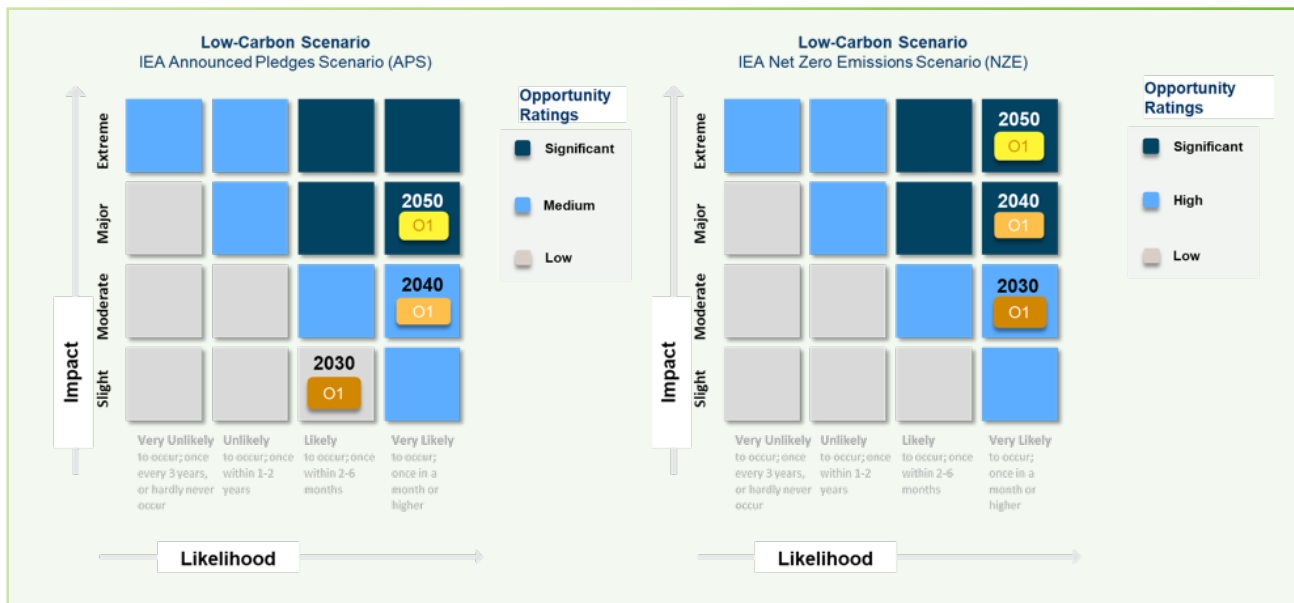 Low-Carbon Scenario
IEA Announced Pledges Scenario (APS)
Impact
Extreme
Major
Moderate
Slight
2050
O1
2040
O1
2030
O1
Very Unlikely
to occur; once
every 3 years,
or hardly never
occur
Unlikely
to occur; once
within 1-2
years
Likely
to occur; once
within 2-6
months
Very Likely
to occur;
once in a
month or
higher
Likelihood
Opportunity
Ratings
Significant
Medium
Low
Low-Carbon Scenario
IEA Net Zero Emissions Scenario (NZE)
Impact
Extreme
Major
Moderate
Slight
2050
O1
2040
O1
2030
O1
Very Unlikely
to occur; once
every 3 years,
or hardly never
occur
Unlikely
to occur; once
within 1-2
years
Likely
to occur; once
within 2-6
months
Very Likely
to occur;
once in a
month or
higher
Likelihood
Opportunity
Ratings
Significant
High
Low